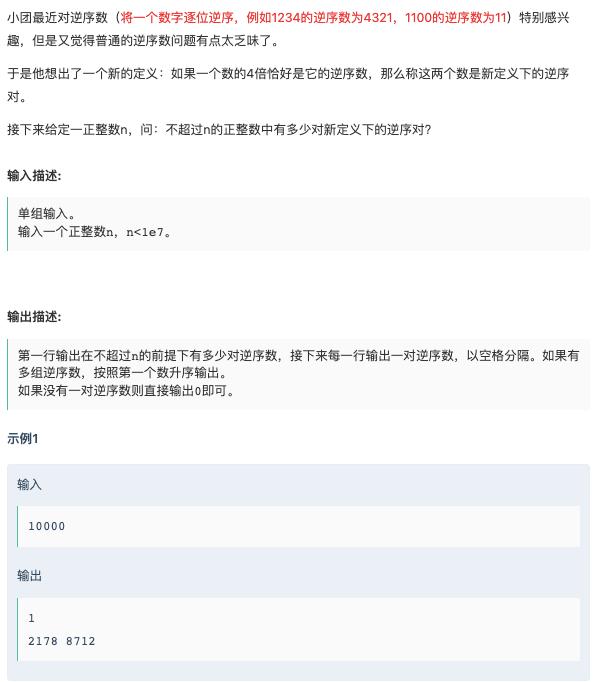 小团最近对逆序数（将一个数字逐位逆序，例如1234的逆序数为4321，1100的逆序数为11）特别感兴
趣，但是又觉得普通的逆序数问题有点太乏味了。
于是他想出了一个新的定义：如果一个数的4倍恰好是它的逆序数，那么称这两个数是新定义下的逆序
对。
接下来给定一正整数n，问：不超过n的正整数中有多少对新定义下的逆序对?
输入描述:
单组输入。
输入一个正整数n，n<1e7。
输出描述:
第一行输出在不超过n的前提下有多少对逆序数，接下来每一行输出一对逆序数，以空格分隔。如果有
多组逆序数，按照第一个数升序输出。
如果没有一对逆序数则直接输出0即可。
示例1
输入
10000
输出
1
2178 8712